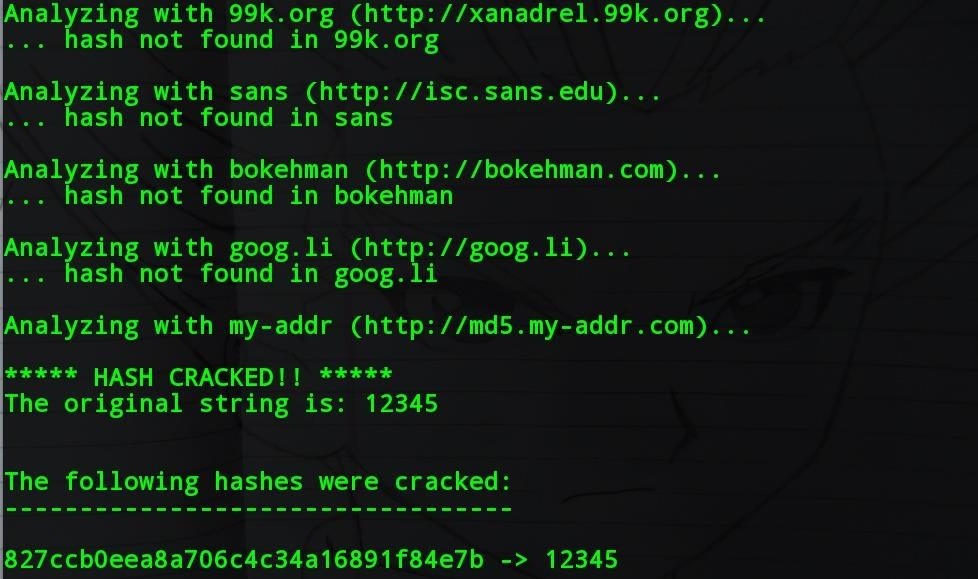 Analyzing with 99k.org (http://xanadrel.99k.org)...
... hash not found in 99k.org
Analyzing with sans (http://isc.sans.edu)...
... hash not found in sans
Analyzing with bokehman (http://bokehman.com)...
... hash not found in bokehman
Analyzing with goog.li (http://goog.li)...
... hash not found in goog.li
Analyzing with my-addr (http://md5.my-addr.com)...
***** HASH CRACKED!! *****
The original string is: 12345
The following hashes were cracked:
----------------------------------
827ccb0eea8a706c4c34a16891f84e7b -> 12345